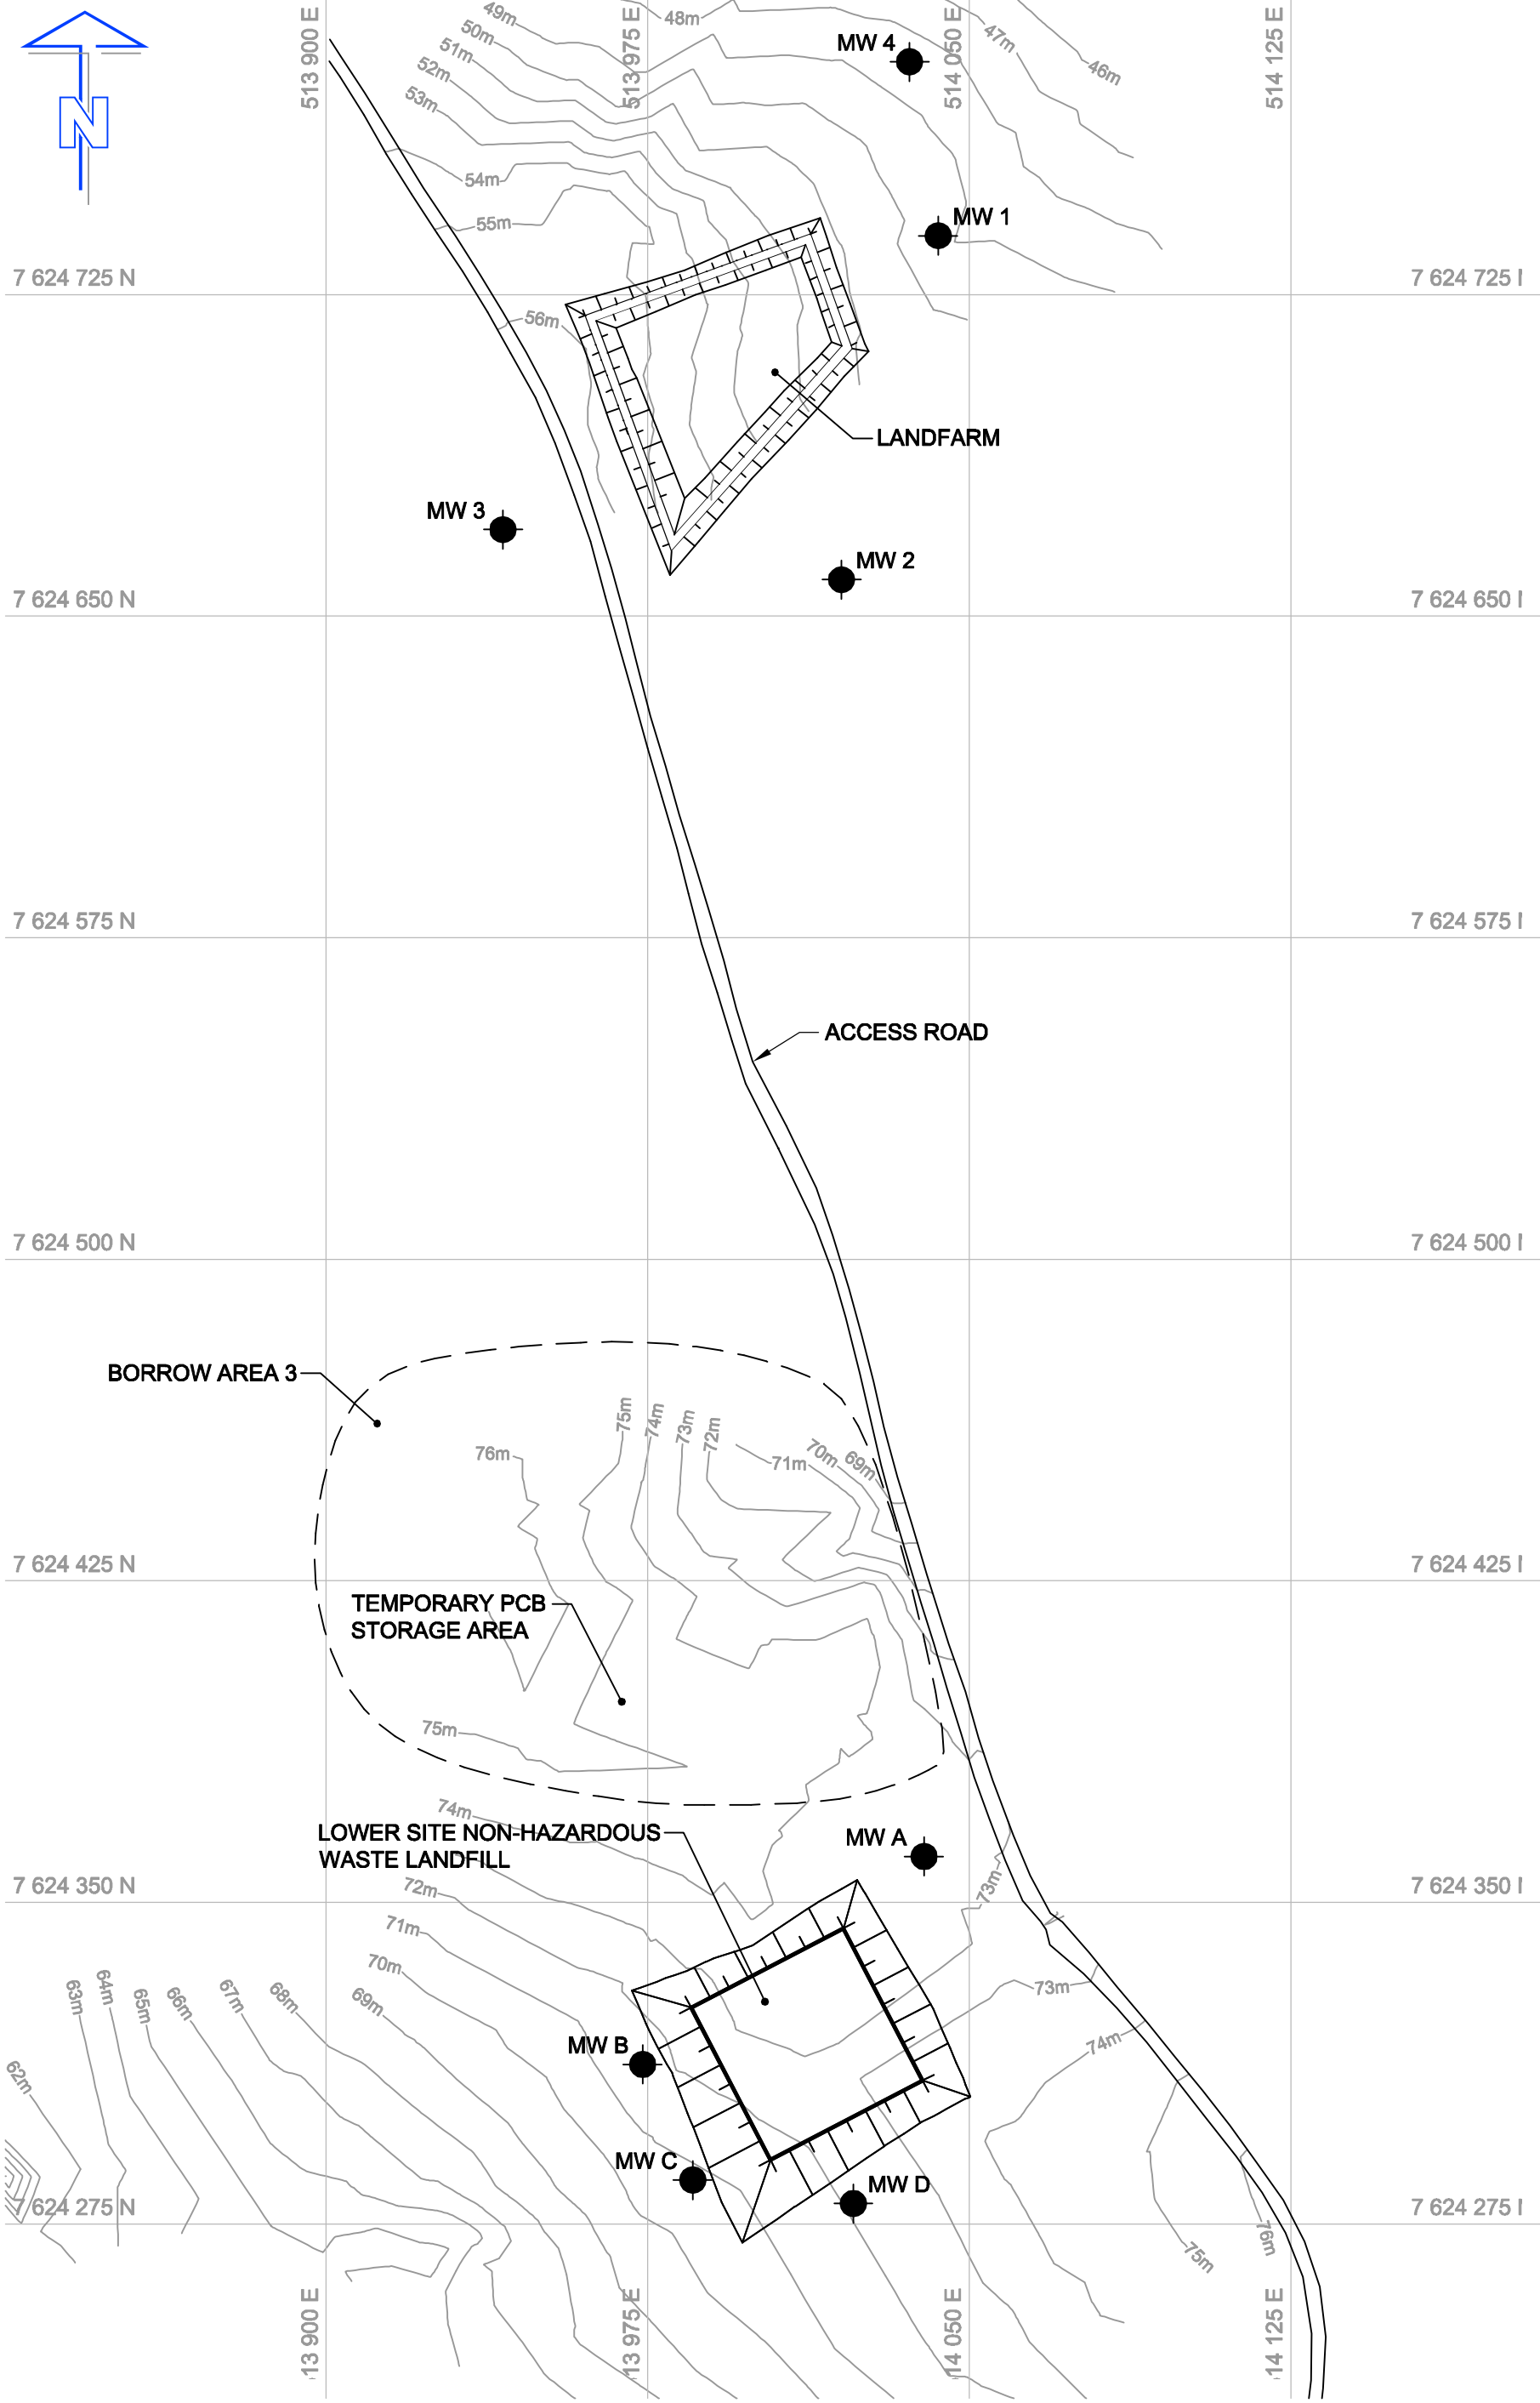 N
513 900 E
513 975 E
514 050 E
514 125 E
49m
50m
51m
52m
53m
54m
55m
56m
48m
47m
46m
MW 4
MW 1
7 624 725 N
7 624 725 I
LANDFARM
MW 3
MW 2
7 624 650 N
7 624 650 I
7 624 575 N
7 624 575 I
ACCESS ROAD
7 624 500 N
7 624 500 I
BORROW AREA 3
76m
75m
74m
73m
72m
71m
70m
69m
7 624 425 N
7 624 425 I
TEMPORARY PCB
STORAGE AREA
75m
74m
LOWER SITE NON-HAZARDOUS
WASTE LANDFILL
MW A
73m
7 624 350 N
7 624 350 I
72m
71m
70m
69m
68m
67m
66m
65m
64m
63m
62m
73m
74m
MW B
MW C
MW D
7 624 275 N
7 624 275 I
75m
76m
13 900 E
13 975 E
14 050 E
14 125 E